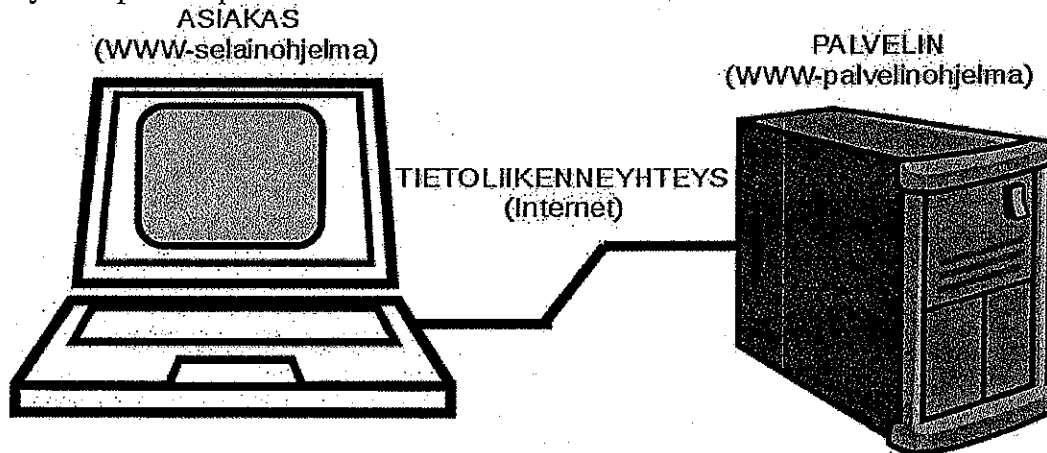 ASIAKAS
(WWW-selainohjelma)
PALVELIN
(WWW-palvelinohjelma)
TIETOLIIKENNEYHTEYS
(Internet)